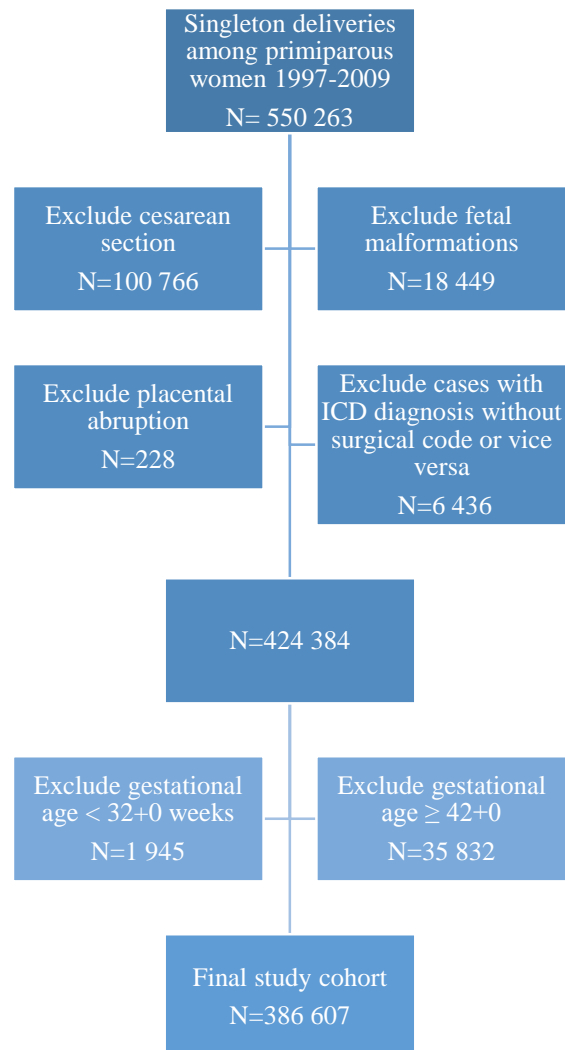 Singleton deliveries
among primiparous
women 1997-2009
N= 550 263
Exclude cesarean
section
N=100 766
Exclude fetal
malformations
N=18 449
Exclude placental
abruption
N=228
Exclude cases with
ICD diagnosis without
surgical code or vice
versa
N=6 436
N=424 384
Exclude gestational
age < 32+0 weeks
N=1 945
Exclude gestational
age ≥ 42+0
N=35 832
Final study cohort
N=386 607